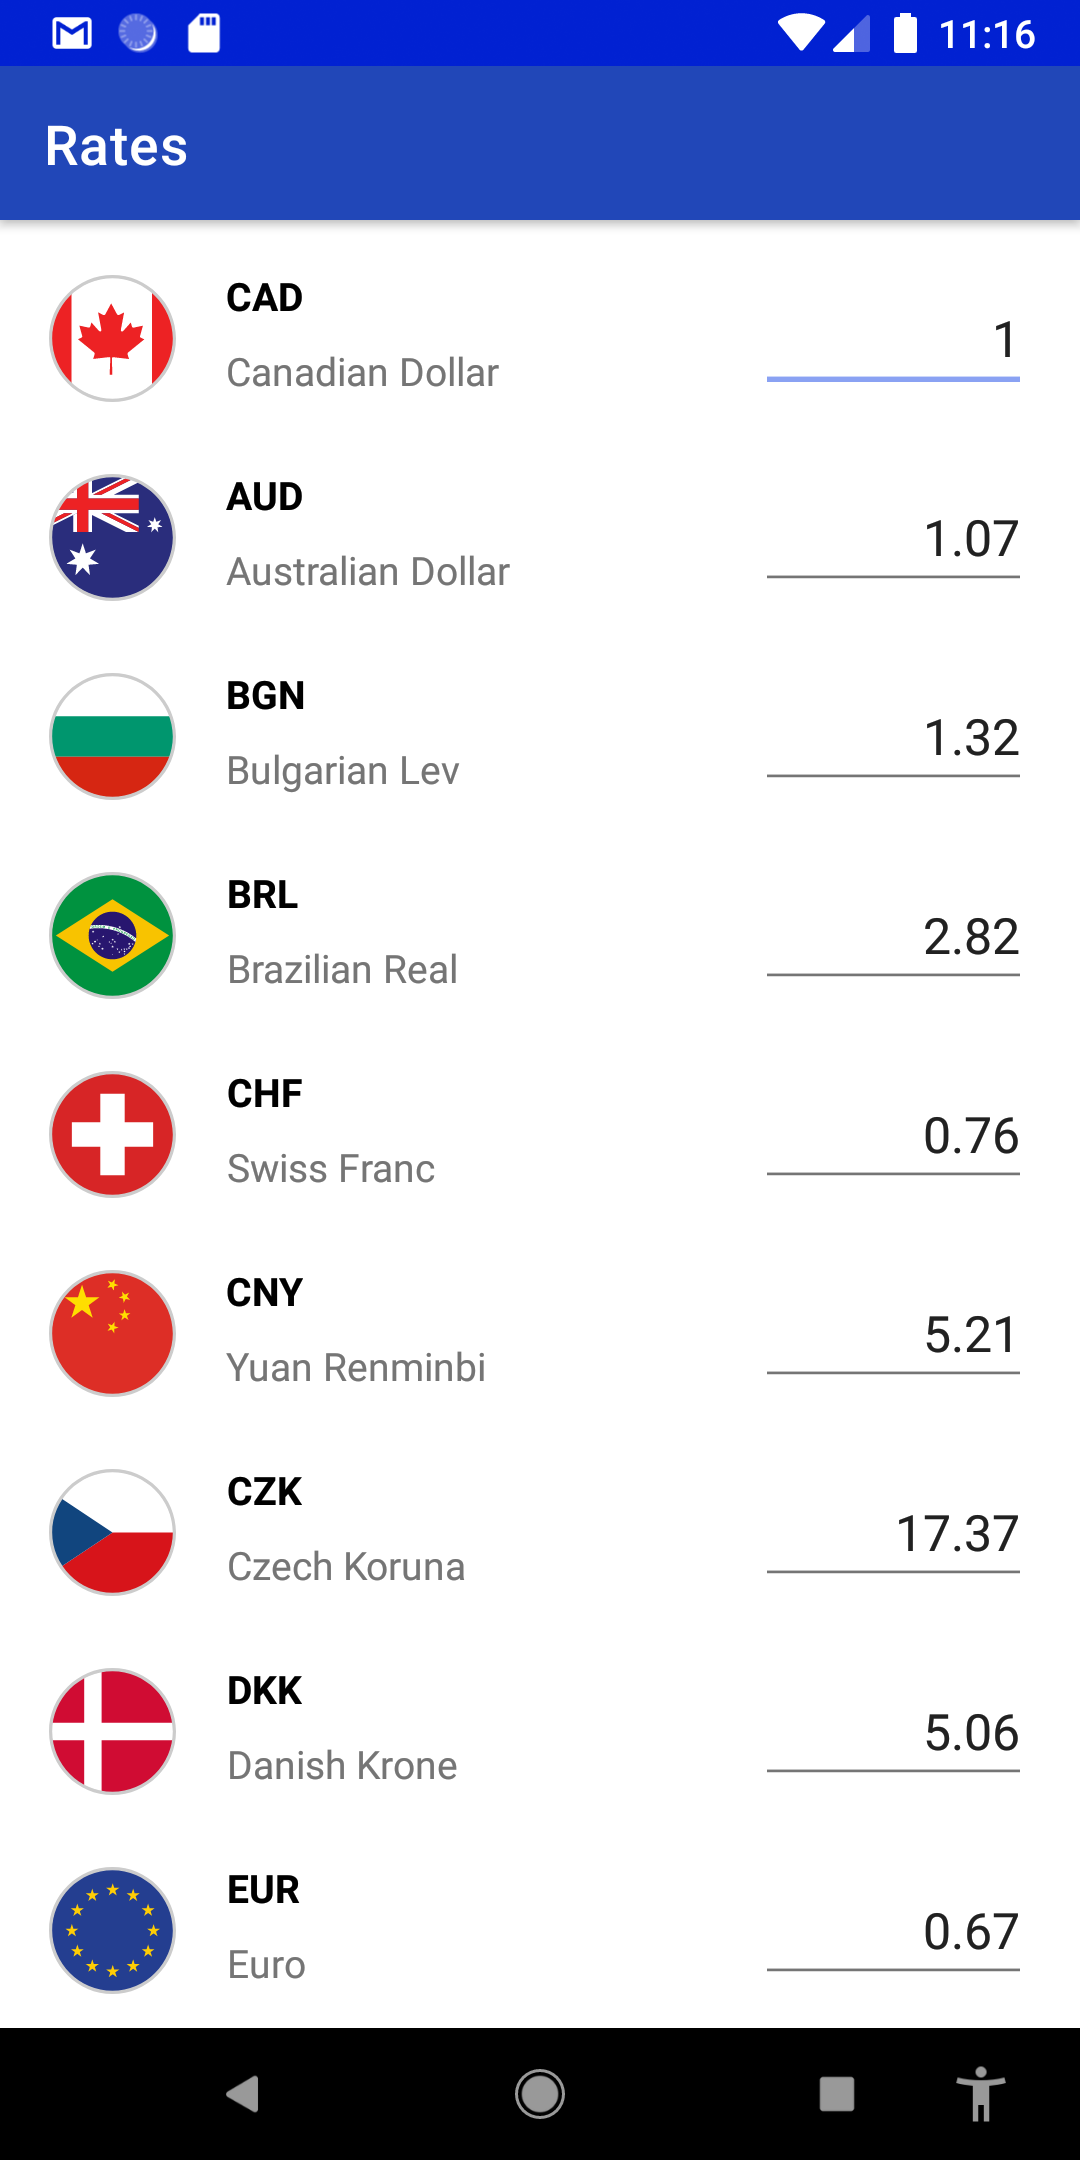 11:16
Rates
CAD
Canadian Dollar
1
AUD
Australian Dollar
1.07
BGN
Bulgarian Lev
1.32
BRL
Brazilian Real
2.82
CHF
Swiss Franc
0.76
CNY
Yuan Renminbi
5.21
CZK
Czech Koruna
17.37
DKK
Danish Krone
5.06
EUR
Euro
0.67